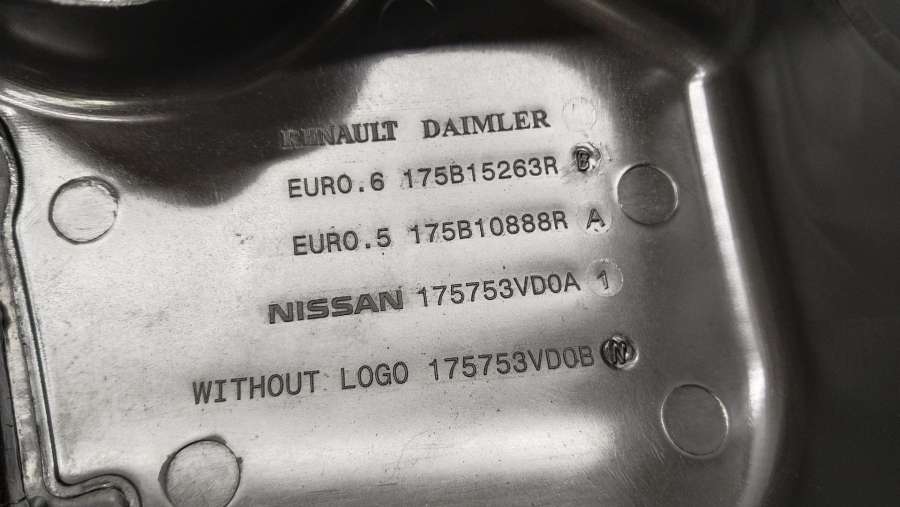 RENAULT DAIMLER
EURO.6 175B15263R
EURO.5 175B10888R A
NISSAN 175753VD0A 1
WITHOUT LOGO 175753VD0B N